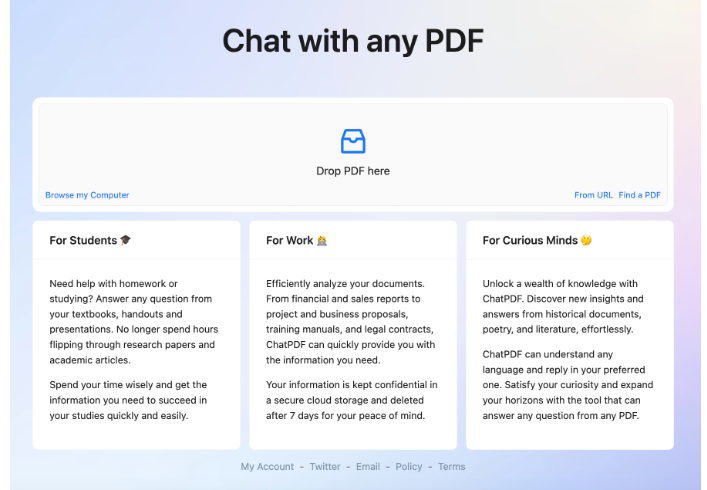 Chat with any PDF
Drop PDF here
Browse my Computer
From URL Find a PDF
For Students 🎓
Need help with homework or
studying? Answer any question from
your textbooks, handouts and
presentations. No longer spend hours
flipping through research papers and
academic articles.
Spend your time wisely and get the
information you need to succeed in
your studies quickly and easily.
For Work
Efficiently analyze your documents.
From financial and sales reports to
project and business proposals,
training manuals, and legal contracts,
ChatPDF can quickly provide you with
the information you need.
Your information is kept confidential in
a secure cloud storage and deleted
after 7 days for your peace of mind.
For Curious Minds
Unlock a wealth of knowledge with
ChatPDF. Discover new insights and
answers from historical documents,
poetry, and literature, effortlessly.
ChatPDF can understand any
language and reply in your preferred
one. Satisfy your curiosity and expand
your horizons with the tool that can
answer any question from any PDF.
My Account - Twitter - Email - Policy - Terms